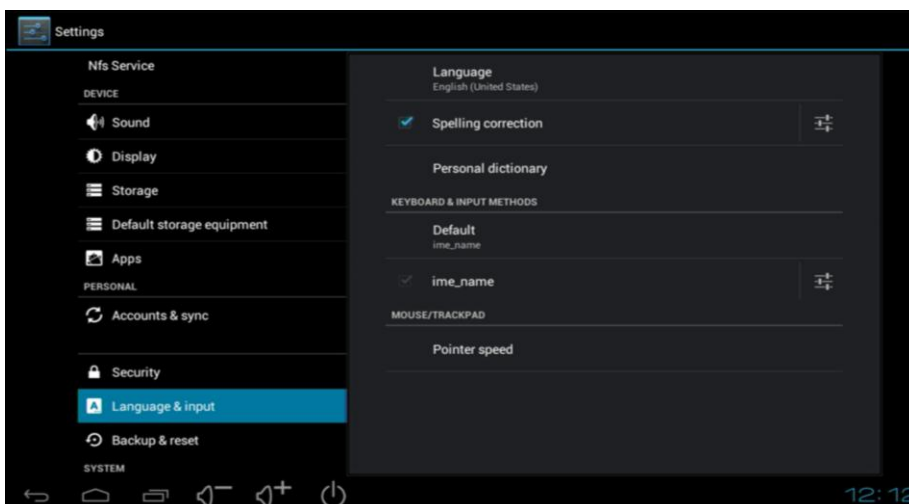 Settings
Nfs Service
DEVICE
Sound
Display
Storage
Default storage equipment
Apps
PERSONAL
Accounts & sync
Security
Language & input
Backup & reset
SYSTEM
Language
English (United States)
Spelling correction
Personal dictionary
KEYBOARD & INPUT METHODS
Default
ime_name
ime_name
MOUSE/TRACKPAD
Pointer speed
12:12